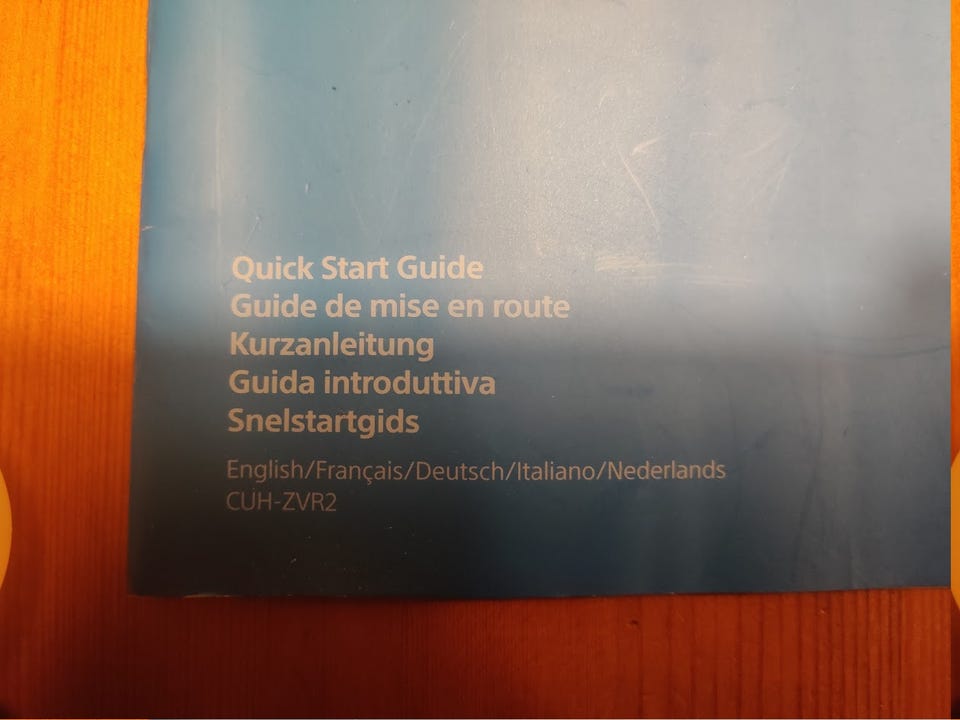 Quick Start Guide
Guide de mise en route
Kurzanleitung
Guida introduttiva
Snelstartgids
English/Français/Deutsch/Italiano/Nederlands
CUH-ZVR2